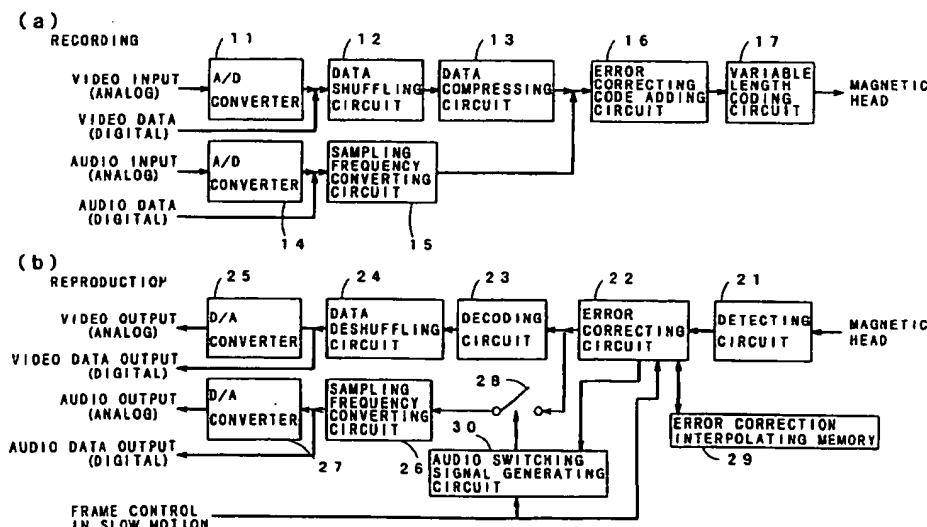 (a)
RECORDING
11
12
13
16
17
VIDEO INPUT
(ANALOG)
A/D
CONVERTER
DATA
SHUFFLING
CIRCUIT
DATA
COMPRESSING
CIRCUIT
ERROR
CORRECTING
CODE ADDING
CIRCUIT
VARIABLE
LENGTH
CODING
CIRCUIT
MAGNETIC
HEAD
VIDEO DATA
(DIGITAL)
AUDIO INPUT
(ANALOG)
A/D
CONVERTER
SAMPLING
FREQUENCY
CONVERTING
CIRCUIT
AUDIO DATA
(DIGITAL)
14
15
(b)
REPRODUCTION
25
24
23
22
21
VIDEO OUTPUT
(ANALOG)
D/A
CONVERTER
DATA
DESHUFFLING
CIRCUIT
DECODING
CIRCUIT
ERROR
CORRECTING
CIRCUIT
DETECTING
CIRCUIT
MAGNETIC
HEAD
VIDEO DATA OUTPUT
(DIGITAL)
AUDIO OUTPUT
(ANALOG)
D/A
CONVERTER
SAMPLING
FREQUENCY
CONVERTING
CIRCUIT
28
30
ERROR CORRECTION
INTERPOLATING MEMORY
29
AUDIO DATA OUTPUT
(DIGITAL)
27
26
AUDIO SWITCHING
SIGNAL GENERATING
CIRCUIT
FRAME CONTROL
IN SLOW MOTION